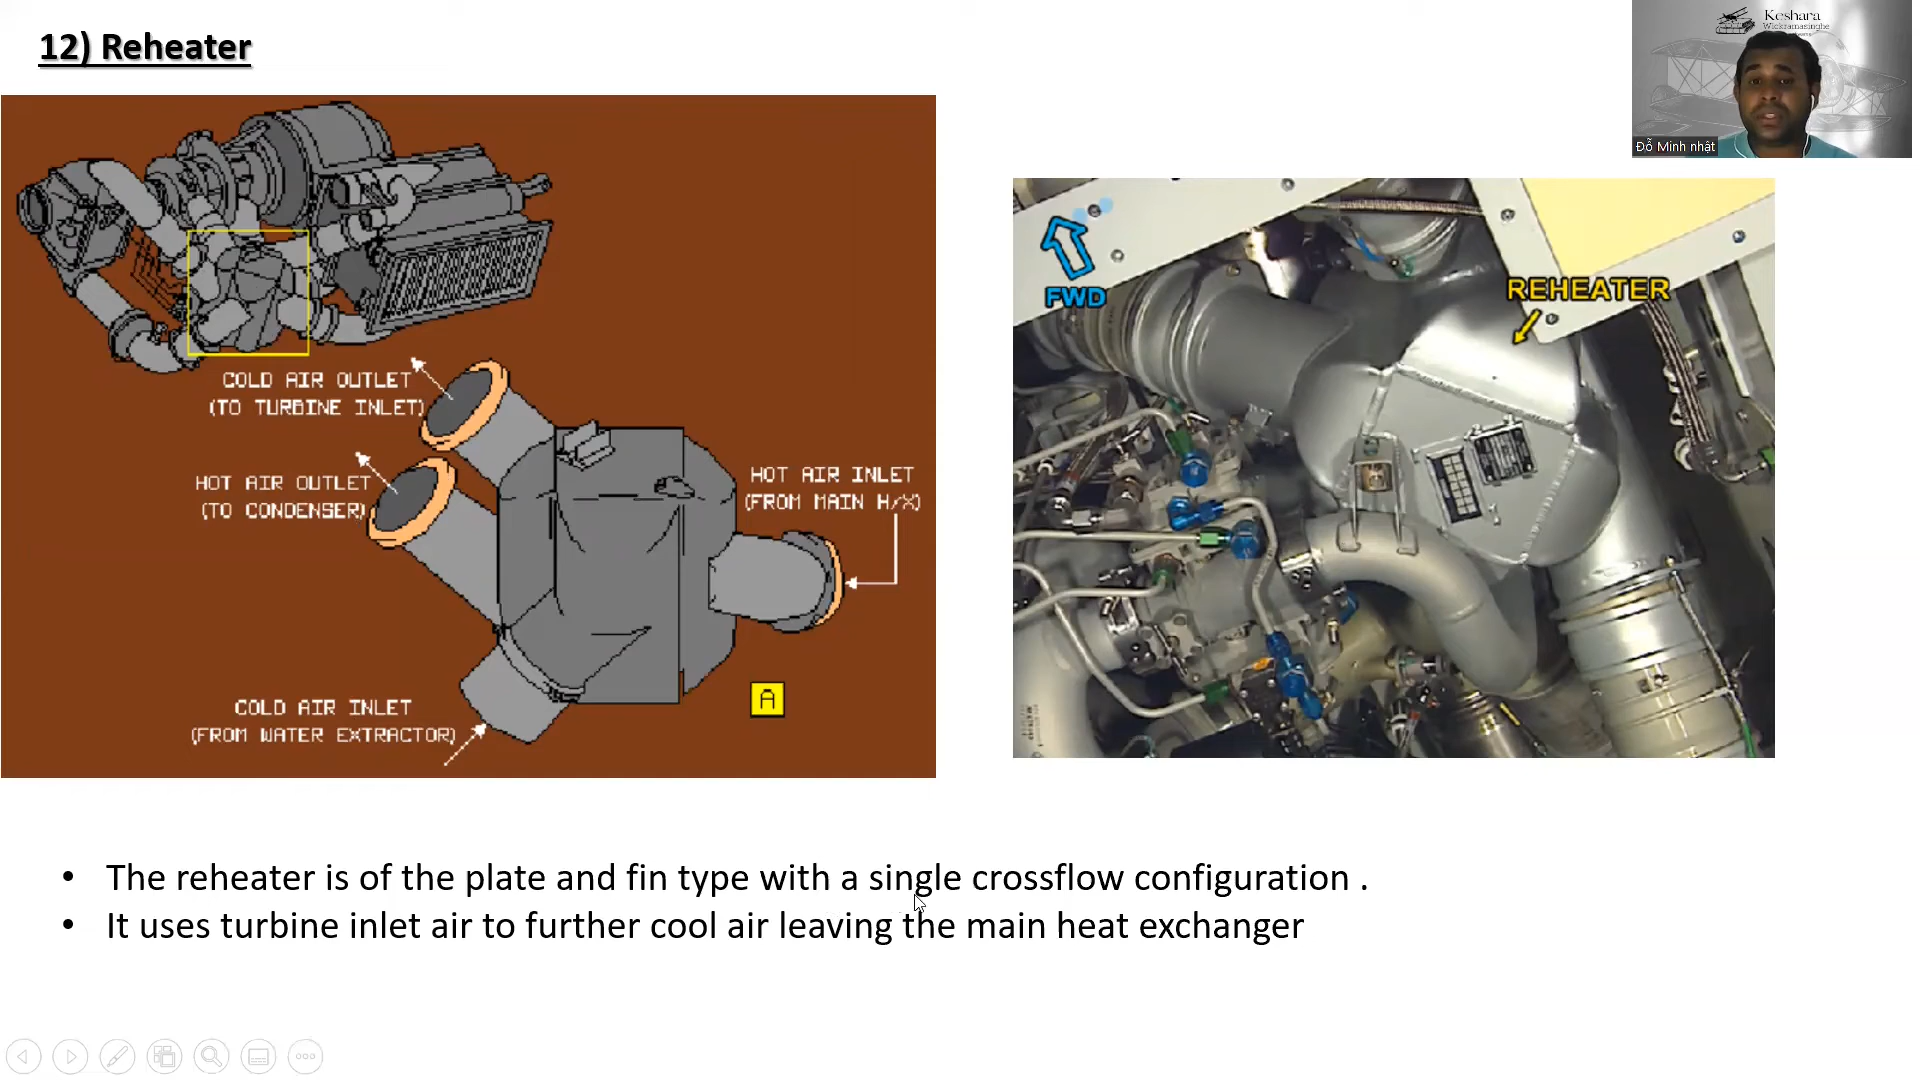 12) Reheater
Keshara
Wickramasinghe
Đỗ Minh nhật
COLD AIR OUTLET
(TO TURBINE INLET)
HOT AIR OUTLET
(TO CONDENSER)
HOT AIR INLET
(FROM MAIN H/X)
COLD AIR INLET
(FROM WATER EXTRACTOR)
A
FWD
REHEATER
• The reheater is of the plate and fin type with a single crossflow configuration .
• It uses turbine inlet air to further cool air leaving the main heat exchanger